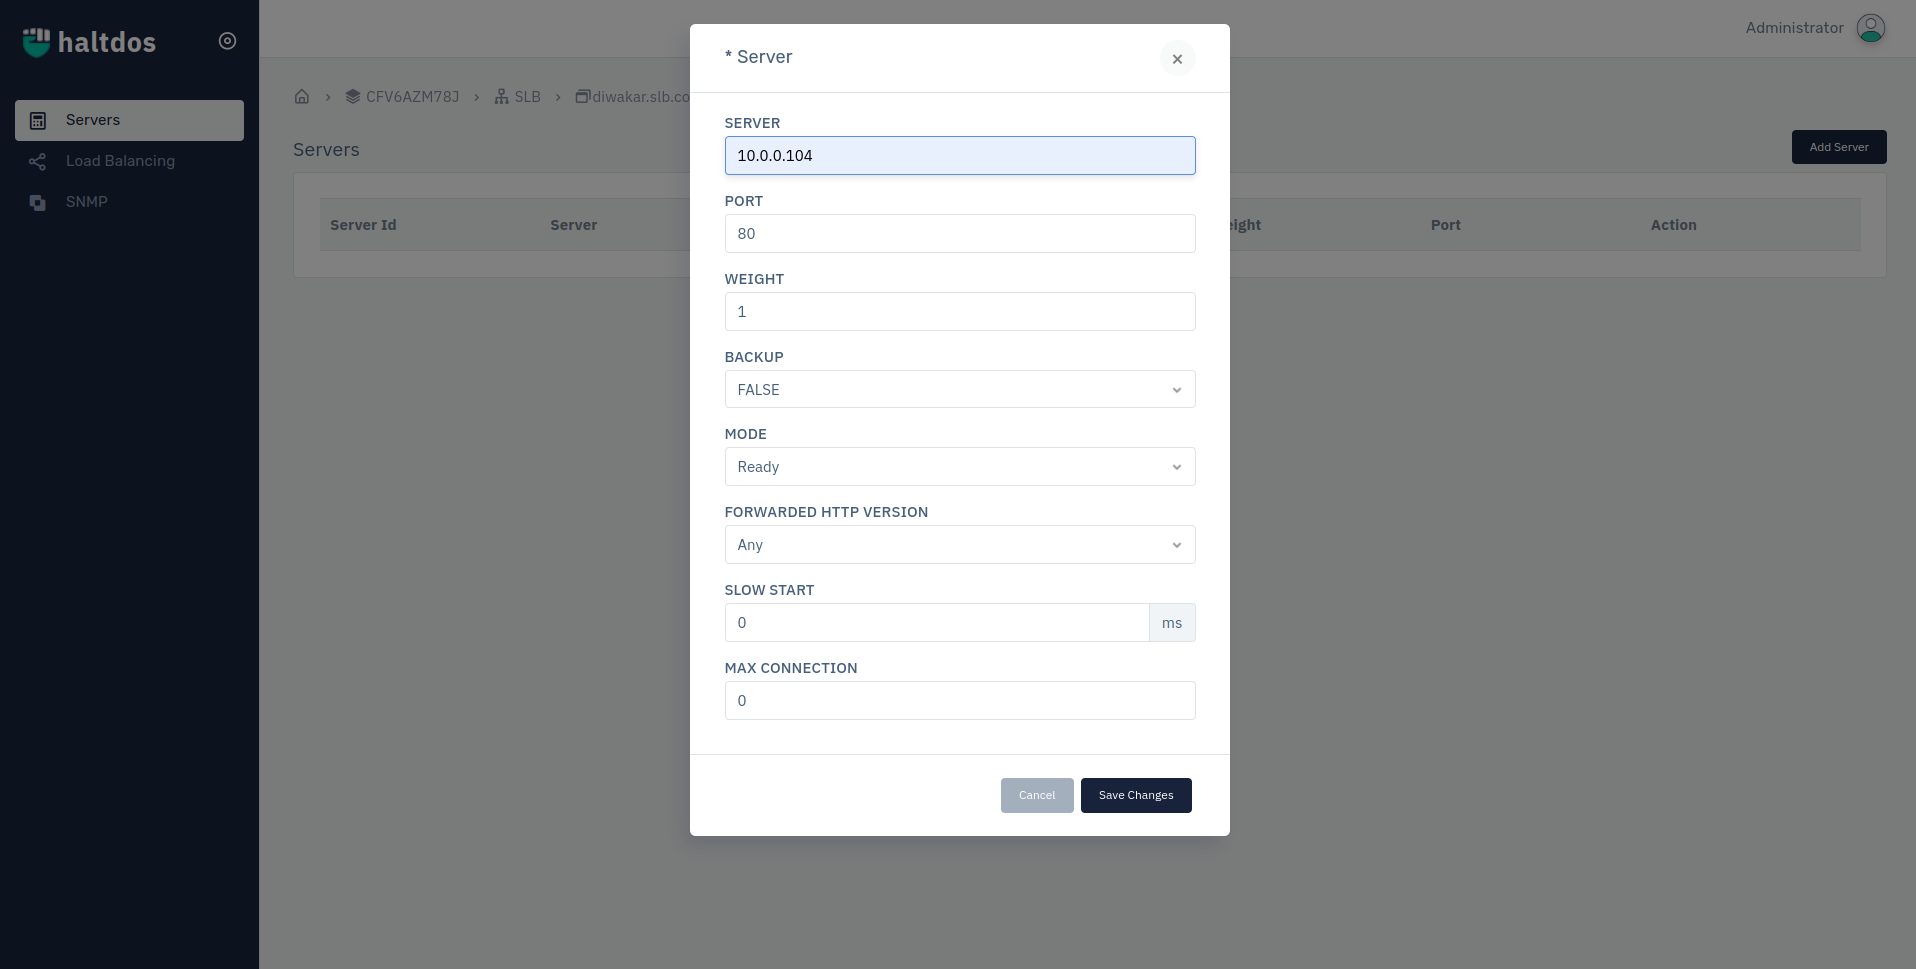 haltdos
Administrator
Servers
Load Balancing
SNMP
CFV6AZM78J
SLB
diwakar.slb.co
Servers
Add Server
Server Id
Server
eight
Port
Action
* Server
×
SERVER
10.0.0.104
PORT
80
WEIGHT
1
BACKUP
FALSE
MODE
Ready
FORWARDED HTTP VERSION
Any
SLOW START
0
ms
MAX CONNECTION
0
Cancel
Save Changes